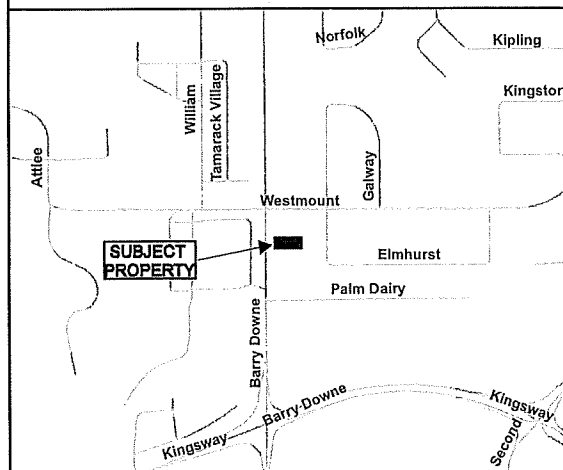 Norfolk
Kipling
Kingston
William
Tamarack Village
Attlee
Galway
Westmount
SUBJECT
PROPERTY
Elmhurst
Palm Dairy
Barry Downe
Barry-Downe
Kingsway
Kingsway
Second